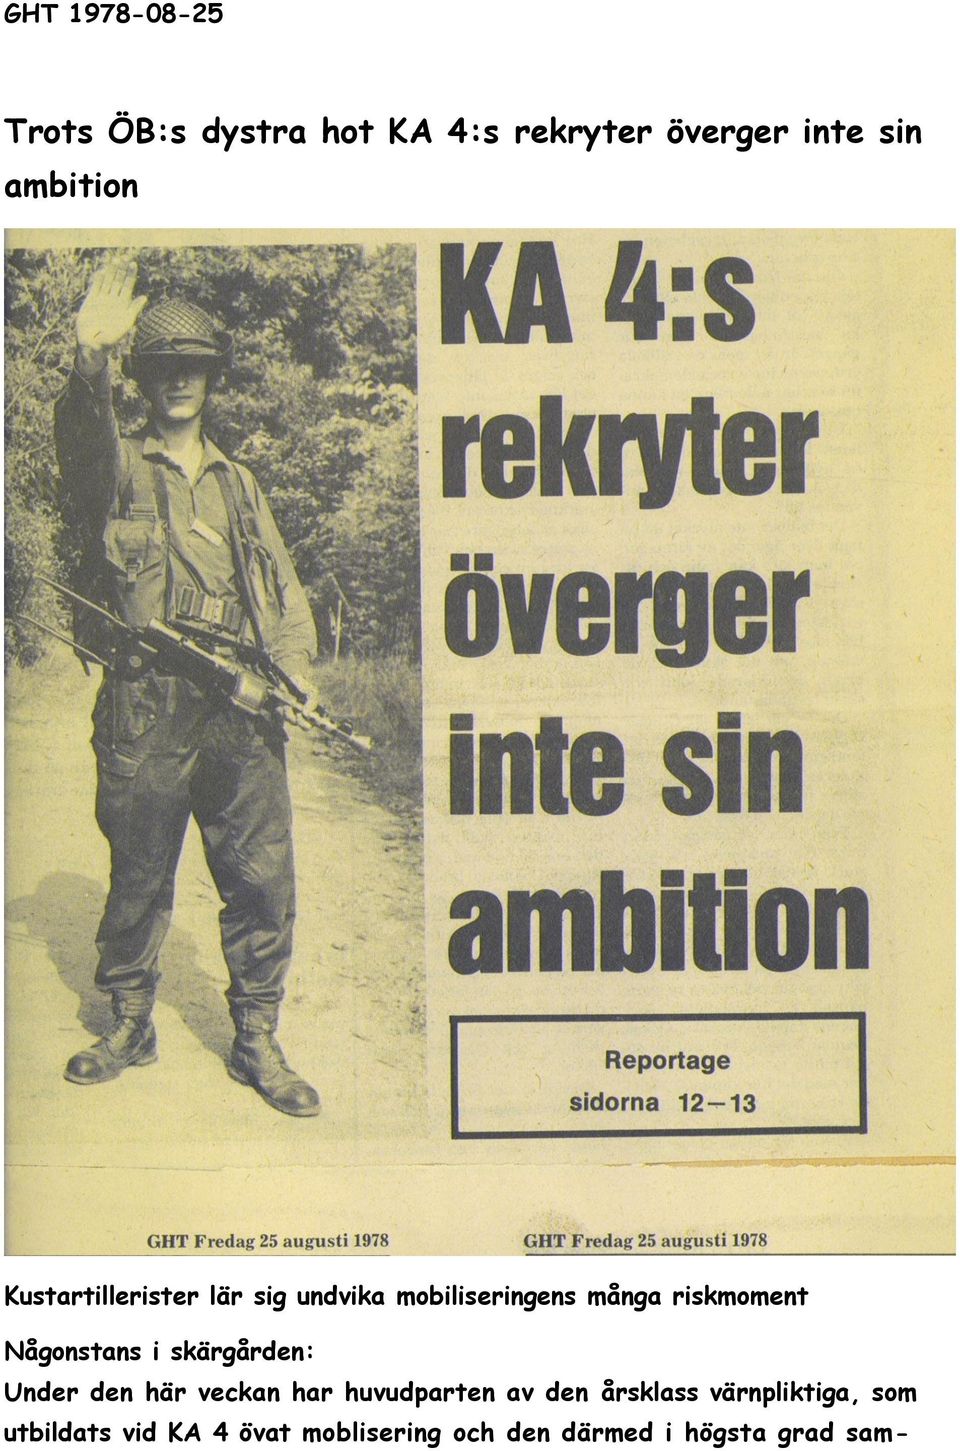 GHT 1978-08-25
Trots ÖB:s dystra hot KA 4:s rekryter överger inte sin
ambition
KA 4:s
rekryter
överger
inte sin
ambition
Reportage
sidorna 12–13
GHT Fredag 25 augusti 1978
GHT Fredag 25 augusti 1978
Kustartillerister lär sig undvika mobiliseringens många riskmoment
Någonstans i skärgården:
Under den här veckan har huvudparten av den årsklass värnpliktiga, som
utbildats vid KA 4 övat moblisering och den därmed i högsta grad sam-